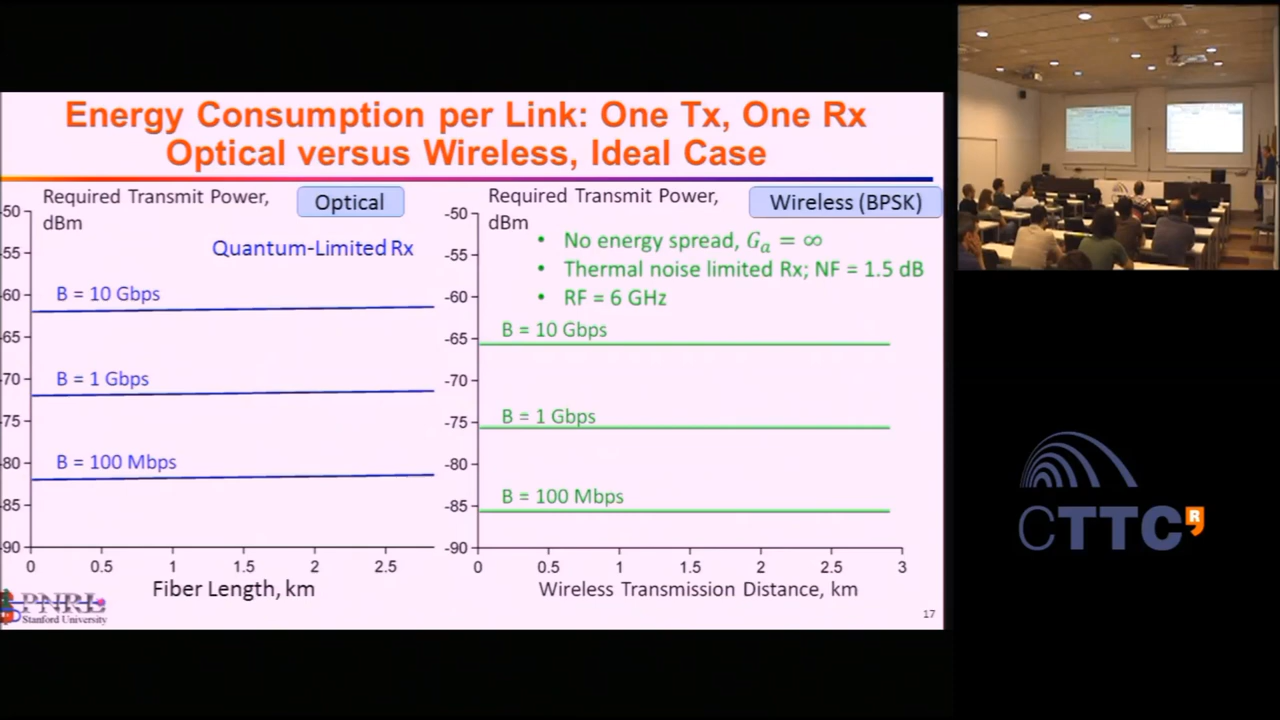 Energy Consumption per Link: One Tx, One Rx
Optical versus Wireless, Ideal Case
Required Transmit Power,
dBm
Optical
Quantum-Limited Rx
-50
-55
-60
-65
-70
-75
-80
-85
-90
B = 10 Gbps
B = 1 Gbps
B = 100 Mbps
0 0.5 1 1.5 2 2.5
Fiber Length, km
Required Transmit Power,
dBm
Wireless (BPSK)
• No energy spread, Gₐ = ∞
• Thermal noise limited Rx; NF = 1.5 dB
• RF = 6 GHz
-50
-55
-60
-65
-70
-75
-80
-85
-90
B = 10 Gbps
B = 1 Gbps
B = 100 Mbps
0 0.5 1 1.5 2 2.5 3
Wireless Transmission Distance, km
PNRL
Stanford University
17
CTTC
R